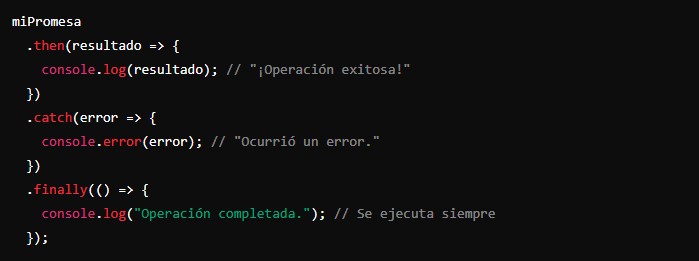 miPromesa
  .then(resultado => {
    console.log(resultado); // "¡Operación exitosa!"
  })
  .catch(error => {
    console.error(error); // "Ocurrió un error."
  })
  .finally(() => {
    console.log("Operación completada."); // Se ejecuta siempre
  });